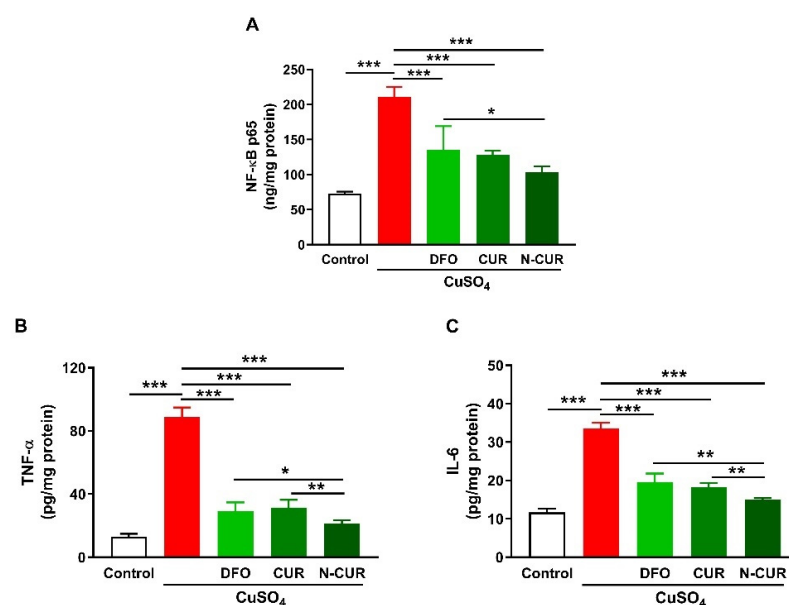 A
***
***
***
***
*
250
200
150
100
50
0
NF-κB p65
(ng/mg protein)
Control
DFO
CUR
N-CUR
CuSO₄
B
***
***
***
***
*
**
120
80
40
0
TNF-α
(pg/mg protein)
Control
DFO
CUR
N-CUR
CuSO₄
C
***
***
***
***
**
**
50
40
30
20
10
0
IL-6
(pg/mg protein)
Control
DFO
CUR
N-CUR
CuSO₄